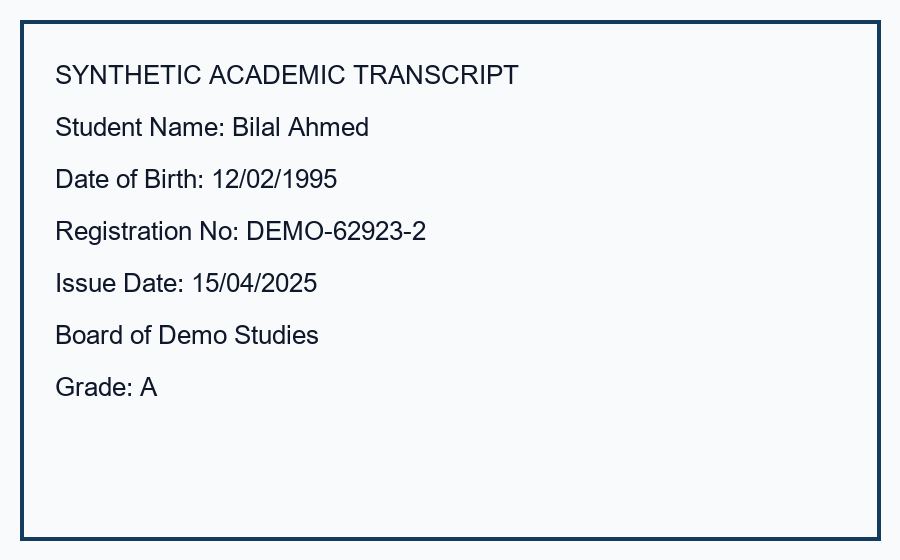 SYNTHETIC ACADEMIC TRANSCRIPT
Student Name: Bilal Ahmed
Date of Birth: 12/02/1995
Registration No: DEMO-62923-2
Issue Date: 15/04/2025
Board of Demo Studies
Grade: A